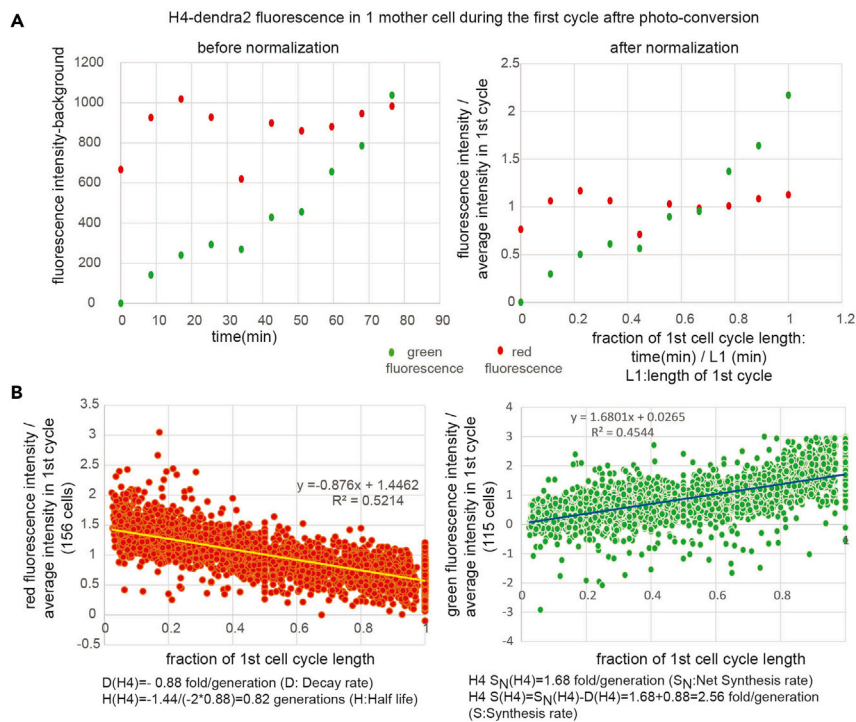 A
H4-dendra2 fluorescence in 1 mother cell during the first cycle aftre photo-conversion
before normalization
fluorescence intensity-background
1200
1000
800
600
400
200
0
0 10 20 30 40 50 60 70 80 90
time(min)
after normalization
fluorescence intensity /
average intensity in 1st cycle
2.5
2
1.5
1
0.5
0
0 0.2 0.4 0.6 0.8 1 1.2
fraction of 1st cell cycle length:
time(min) / L1 (min)
L1:length of 1st cycle
green
fluorescence
red
fluorescence
B
red fluorescence intensity /
average intensity in 1st cycle
(156 cells)
3.5
3
2.5
2
1.5
1
0.5
0
-0.5
y =-0.876x + 1.4462
R² = 0.5214
0.2 0.4 0.6 0.8 1
fraction of 1st cell cycle length
D(H4)=- 0.88 fold/generation (D: Decay rate)
H(H4)=-1.44/(-2*0.88)=0.82 generations (H:Half life)
green fluorescence intensity /
average intensity in 1st cycle
(115 cells)
4
3
2
1
0
-1
-2
-3
-4
y = 1.6801x + 0.0265
R² = 0.4544
0.2 0.4 0.6 0.8
fraction of 1st cell cycle length
H4 SN(H4)=1.68 fold/generation (SN:Net Synthesis rate)
H4 S(H4)=SN(H4)-D(H4)=1.68+0.88=2.56 fold/generation
(S:Synthesis rate)